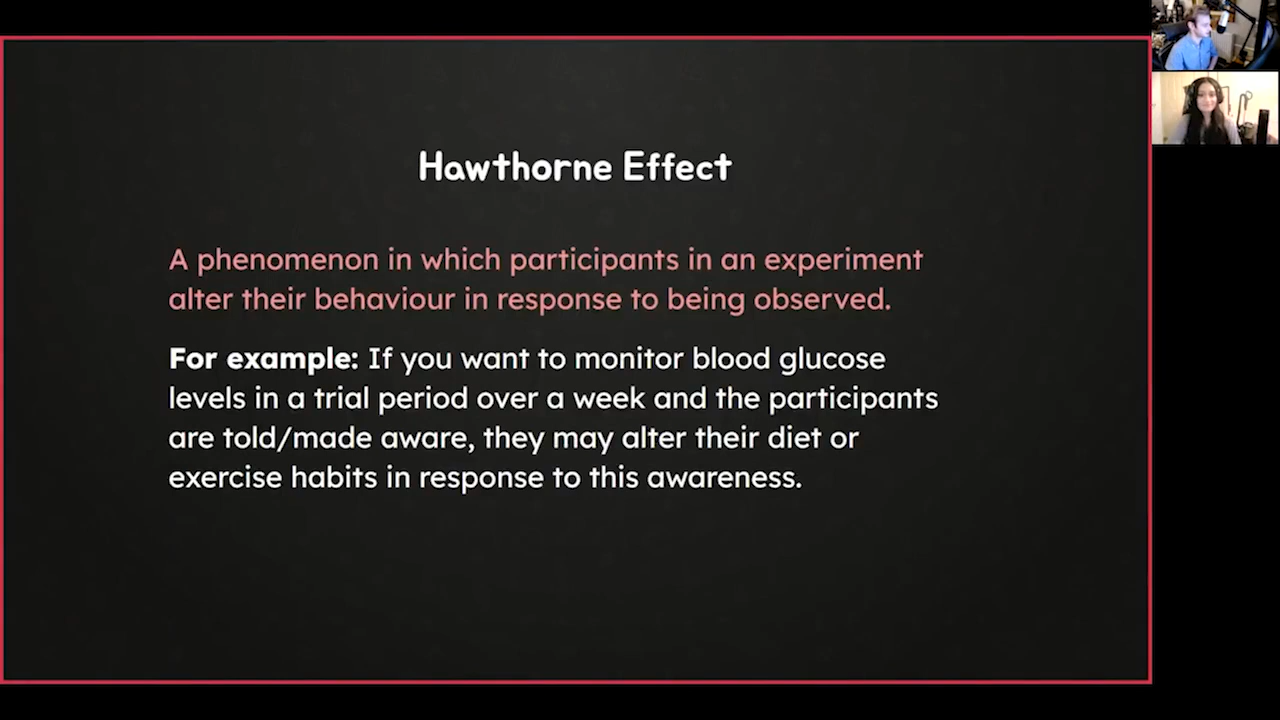 Hawthorne Effect
A phenomenon in which participants in an experiment
alter their behaviour in response to being observed.
For example: If you want to monitor blood glucose
levels in a trial period over a week and the participants
are told/made aware, they may alter their diet or
exercise habits in response to this awareness.